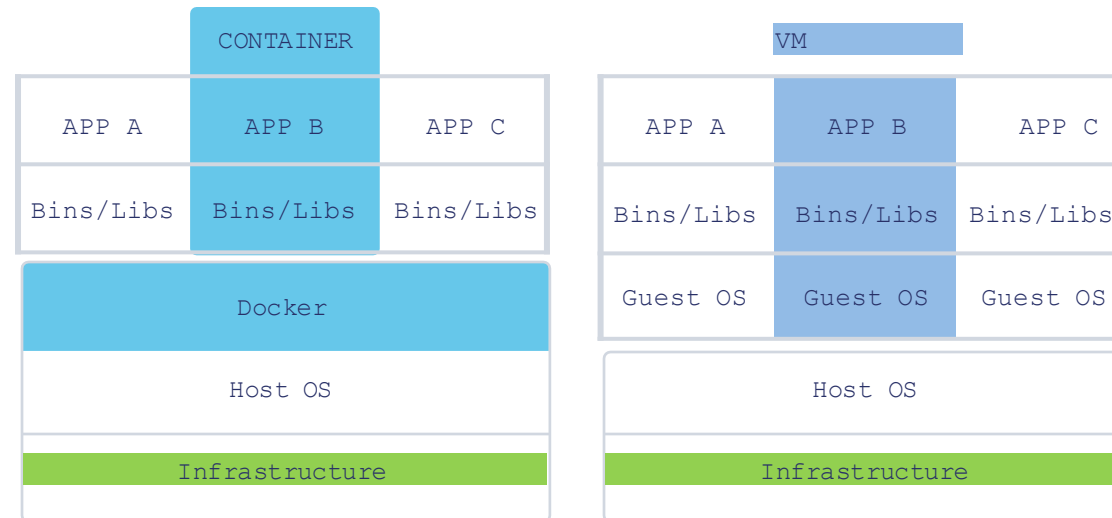 CONTAINER
APP A APP B APP C
Bins/Libs Bins/Libs Bins/Libs
Docker
Host OS
Infrastructure
VM
APP A APP B APP C
Bins/Libs Bins/Libs Bins/Libs
Guest OS Guest OS Guest OS
Host OS
Infrastructure